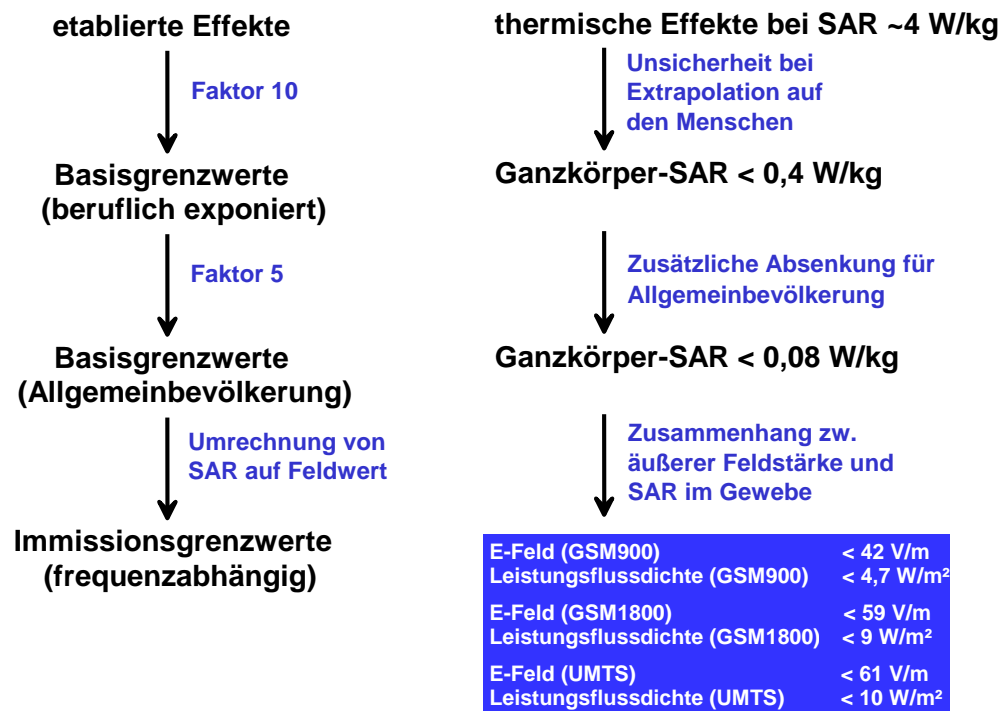 etablierte Effekte
Faktor 10
Basisgrenzwerte
(beruflich exponiert)
Faktor 5
Basisgrenzwerte
(Allgemeinbevölkerung)
Umrechnung von
SAR auf Feldwert
Immissionsgrenzwerte
(frequenzabhängig)
thermische Effekte bei SAR ~4 W/kg
Unsicherheit bei
Extrapolation auf
den Menschen
Ganzkörper-SAR < 0,4 W/kg
Zusätzliche Absenkung für
Allgemeinbevölkerung
Ganzkörper-SAR < 0,08 W/kg
Zusammenhang zw.
äußerer Feldstärke und
SAR im Gewebe
E-Feld (GSM900) < 42 V/m
Leistungsflussdichte (GSM900) < 4,7 W/m²
E-Feld (GSM1800) < 59 V/m
Leistungsflussdichte (GSM1800) < 9 W/m²
E-Feld (UMTS) < 61 V/m
Leistungsflussdichte (UMTS) < 10 W/m²